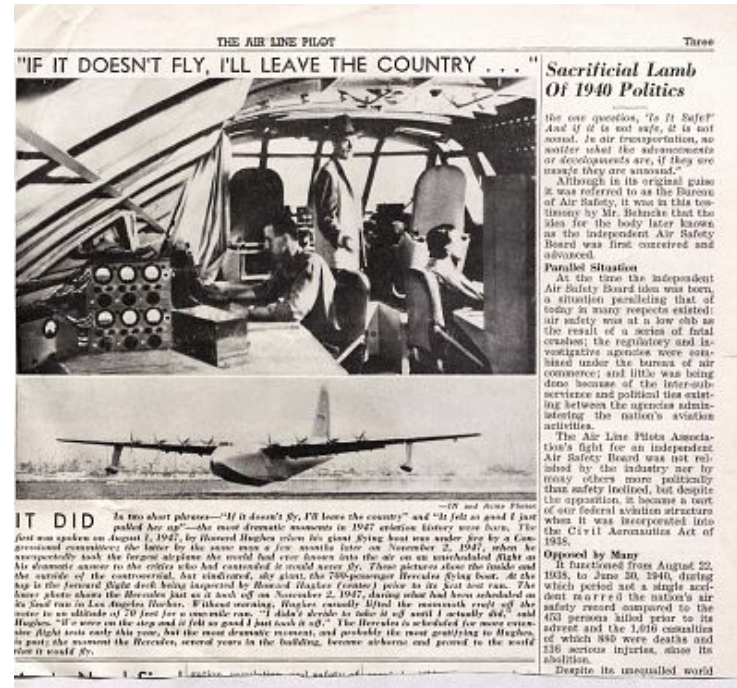 THE AIR LINE PILOT
Three
"IF IT DOESN'T FLY, I'LL LEAVE THE COUNTRY . . . "
—IN and Acme Photos
IT DID
In two short phrases—"If it doesn't fly, I'll leave the country" and "It felt so good I just
pulled her up"—the most dramatic moments in 1947 aviation history were born. The
first was spoken on August 1, 1947, by Howard Hughes when his giant flying boat was under fire by a Con-
gressional committee; the latter by the same man a few months later on November 2, 1947, when he
unexpectedly took the largest airplane the world had ever known into the air on an unscheduled flight as
his dramatic answer to the critics who had contended it would never fly. These pictures show the inside and
the outside of the controversial, but vindicated, sky giant, the 700-passenger Hercules flying boat. At the
top is the forward flight deck being inspected by Howard Hughes (center) prior to its first test run. The
lower photo shows the Hercules just as it took off on November 2, 1947, during what had been scheduled as
its final run in Los Angeles Harbor. Without warning, Hughes casually lifted the mammoth craft off the
water to an altitude of 70 feet for a one-mile run. "I didn't decide to take it off until I actually did," said
Hughes. "We were on the step and it felt so good I just took it off." The Hercules is scheduled for more exten-
sive flight tests early this year, but the most dramatic moment, and probably the most gratifying to Hughes,
is past; the moment the Hercules, several years in the building, became airborne and proved to the world
that it would fly.
Sacrificial Lamb
Of 1940 Politics
the one question, 'Is It Safe?'
And if it is not safe, it is not
sound. In air transportation, no
matter what the advancements
or developments are, if they are
unsafe they are unsound."
Although in its original guise
it was referred to as the Bureau
of Air Safety, it was in this tes-
timony by Mr. Behncke that the
idea for the body later known
as the independent Air Safety
Board was first conceived and
advanced.
Parallel Situation
At the time the independent
Air Safety Board idea was born,
a situation paralleling that of
today in many respects existed:
air safety was at a low ebb as
the result of a series of fatal
crashes; the regulatory and in-
vestigative agencies were com-
bined under the bureau of air
commerce; and little was being
done because of the inter-sub-
servience and political ties exist-
ing between the agencies admin-
istering the nation's aviation
activities.
The Air Line Pilots Associa-
tion's fight for an independent
Air Safety Board was not rel-
ished by the industry nor by
many others more politically
than safety inclined, but despite
the opposition, it became a part
of our federal aviation structure
when it was incorporated into
the Civil Aeronautics Act of
1938.
Opposed by Many
It functioned from August 22,
1938, to June 30, 1940, during
which period not a single acci-
dent marred the nation's air
safety record compared to the
453 persons killed prior to its
advent and the 1,016 casualties
of which 880 were deaths and
136 serious injuries, since its
abolition.
Despite its unequalled world